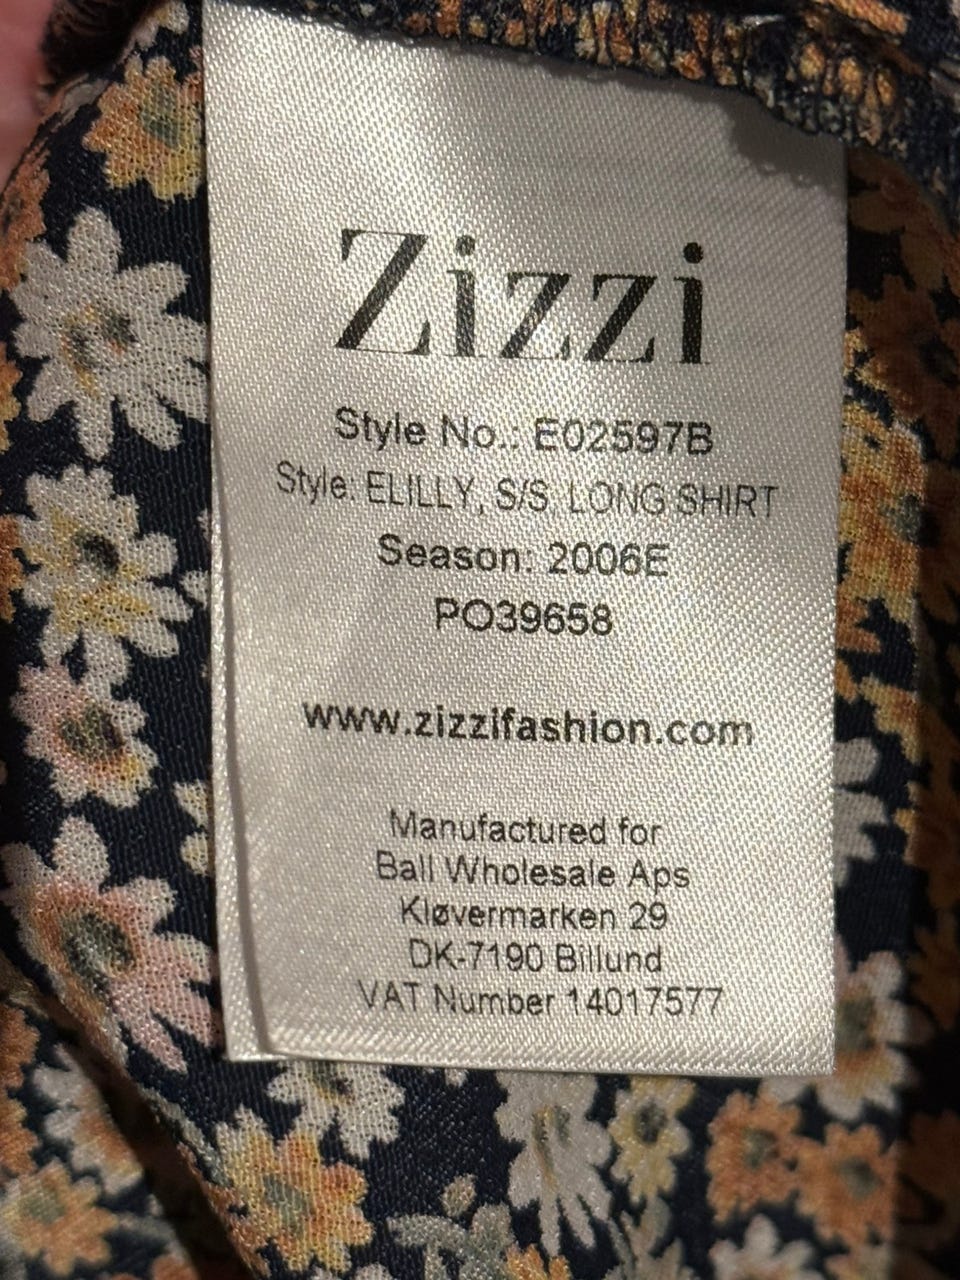 Zizzi
Style No.: E02597B
Style: ELILLY, S/S, LONG SHIRT
Season: 2006E
PO39658
www.zizzifashion.com
Manufactured for
Ball Wholesale Aps
Kløvermarken 29
DK-7190 Billund
VAT Number 14017577